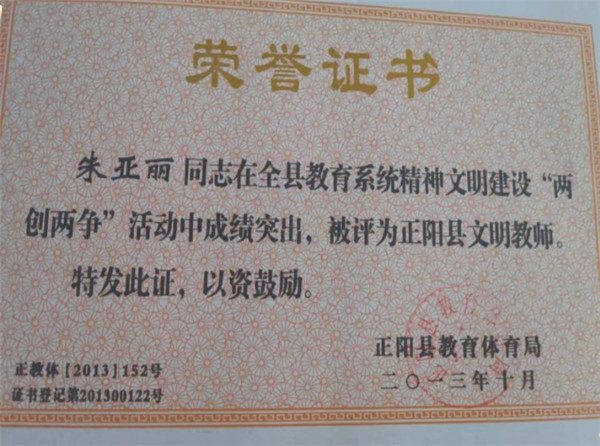 荣誉证书
朱亚丽 同志在全县教育系统精神文明建设“两
创两争”活动中成绩突出，被评为正阳县文明教师。
特发此证，以资鼓励。
正阳县教育体育局
二〇一三年十月
正教体【2013】152号
证书登记第201300122号